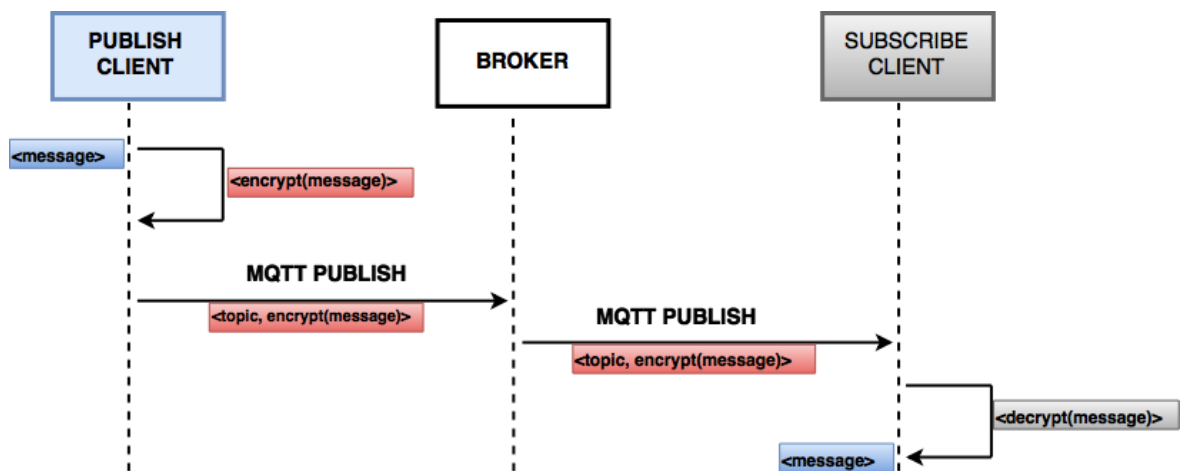 PUBLISH
CLIENT
BROKER
SUBSCRIBE
CLIENT
<message>
<encrypt(message)>
MQTT PUBLISH
<topic, encrypt(message)>
MQTT PUBLISH
<topic, encrypt(message)>
<decrypt(message)>
<message>